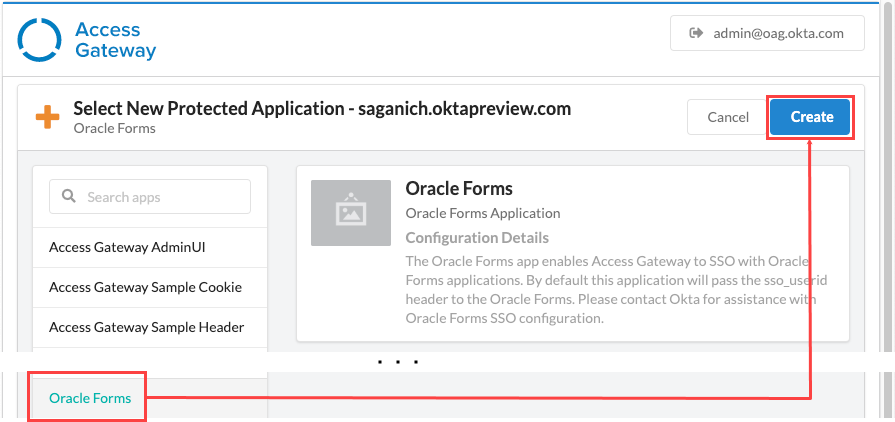 Access
Gateway
admin@oag.okta.com
Select New Protected Application - saganich.oktapreview.com
Oracle Forms
Cancel
Create
Search apps
Access Gateway AdminUI
Access Gateway Sample Cookie
Access Gateway Sample Header
Oracle Forms
Oracle Forms Application
Configuration Details
The Oracle Forms app enables Access Gateway to SSO with Oracle
Forms applications. By default this application will pass the sso_userid
header to the Oracle Forms. Please contact Okta for assistance with
Oracle Forms SSO configuration.
. . .
Oracle Forms